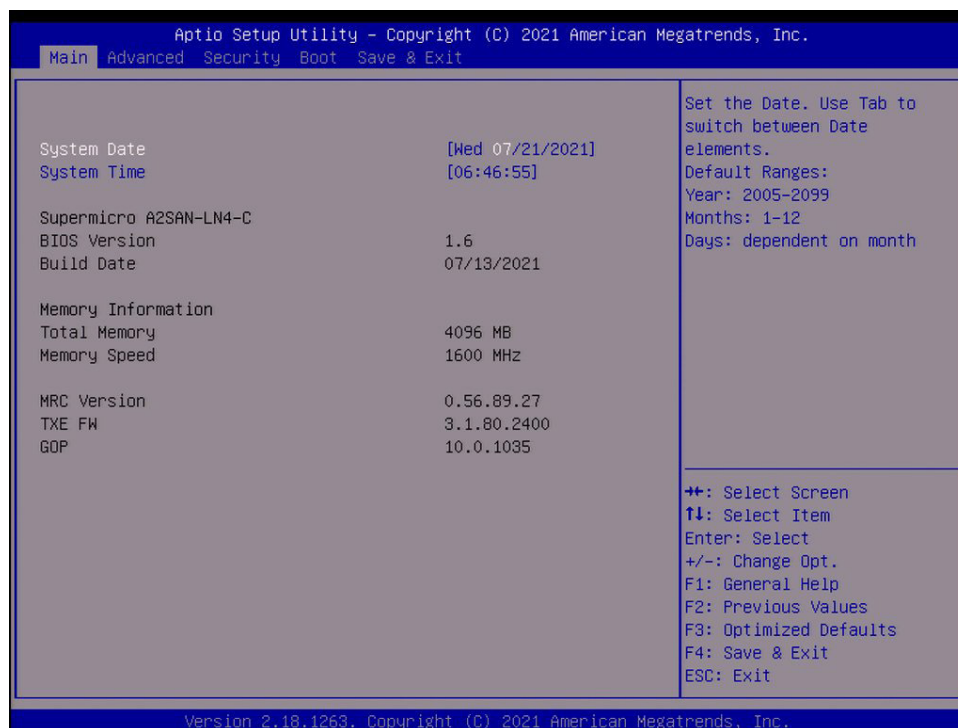 Aptio Setup Utility – Copyright (C) 2021 American Megatrends, Inc.
Main Advanced Security Boot Save & Exit
System Date [Wed 07/21/2021]
System Time [06:46:55]
Supermicro A2SAN-LN4-C
BIOS Version 1.6
Build Date 07/13/2021
Memory Information
Total Memory 4096 MB
Memory Speed 1600 MHz
MRC Version 0.56.89.27
TXE FW 3.1.80.2400
GOP 10.0.1035
Set the Date. Use Tab to
switch between Date
elements.
Default Ranges:
Year: 2005-2099
Months: 1-12
Days: dependent on month
→←: Select Screen
↑↓: Select Item
Enter: Select
+/-: Change Opt.
F1: General Help
F2: Previous Values
F3: Optimized Defaults
F4: Save & Exit
ESC: Exit
Version 2.18.1263. Copyright (C) 2021 American Megatrends, Inc.